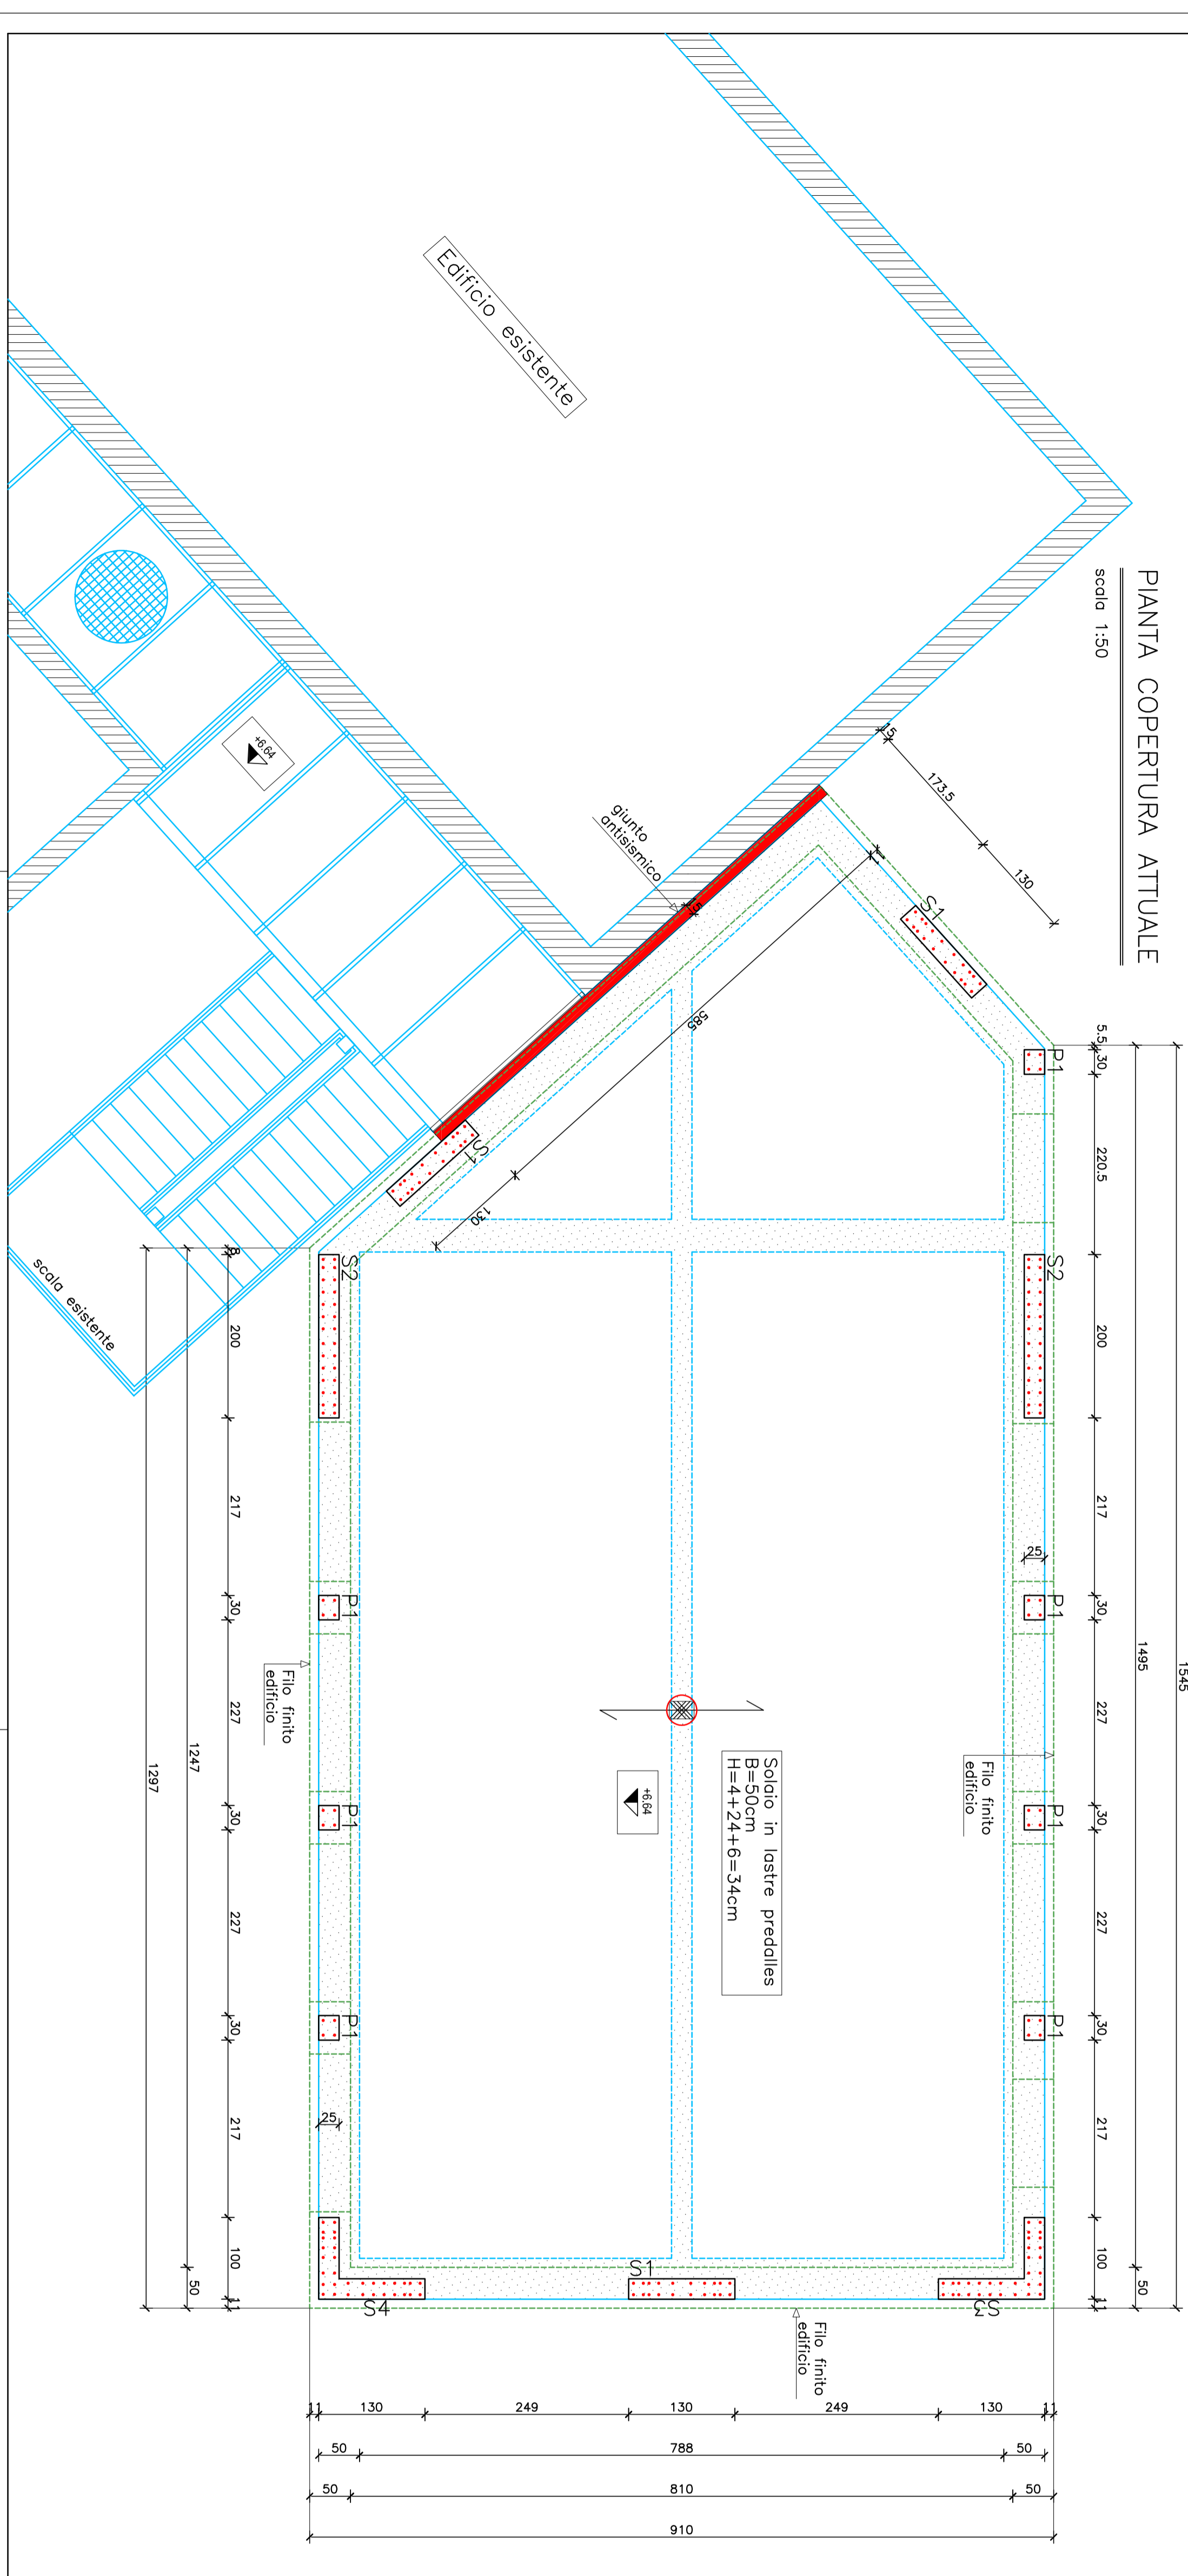 PIANTA COPERTURA ATTUALE
scala 1:50
Edificio esistente
+6.64
scala esistente
giunto
antisismico
15
173.5
130
12
585
15
130
S1
S1
1545
1495
50
5.5
30
220.5
200
217
30
227
30
227
30
217
100
11
P1
S2
P1
P1
P1
25
Filo finito
edificio
Solaio in lastre predalles
B=50cm
H=4+24+6=34cm
+6.64
S2
P1
P1
P1
25
S4
S1
S3
Filo finito
edificio
Filo finito
edificio
8
200
217
30
227
30
227
30
217
100
11
1247
50
1297
11
130
249
130
249
130
11
50
788
50
50
810
50
910